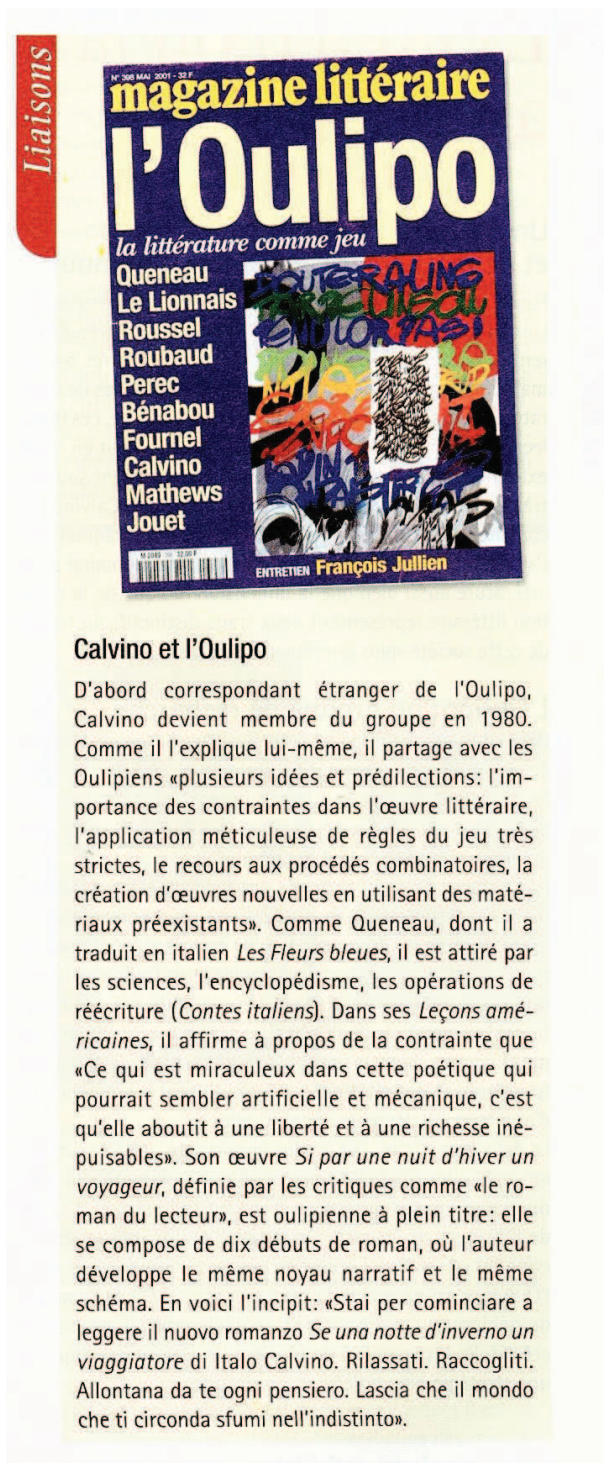 Liaisons
N° 398 MAI 2001 - 32 F
magazine littéraire
l'Oulipo
la littérature comme jeu
Queneau
Le Lionnais
Roussel
Roubaud
Perec
Bénabou
Fournel
Calvino
Mathews
Jouet
ENTRETIEN François Jullien
Calvino et l'Oulipo
D'abord correspondant étranger de l'Oulipo,
Calvino devient membre du groupe en 1980.
Comme il l'explique lui-même, il partage avec les
Oulipiens «plusieurs idées et prédilections: l'im-
portance des contraintes dans l'œuvre littéraire,
l'application méticuleuse de règles du jeu très
strictes, le recours aux procédés combinatoires, la
création d'œuvres nouvelles en utilisant des maté-
riaux préexistants». Comme Queneau, dont il a
traduit en italien Les Fleurs bleues, il est attiré par
les sciences, l'encyclopédisme, les opérations de
réécriture (Contes italiens). Dans ses Leçons amé-
ricaines, il affirme à propos de la contrainte que
«Ce qui est miraculeux dans cette poétique qui
pourrait sembler artificielle et mécanique, c'est
qu'elle aboutit à une liberté et à une richesse iné-
puisables». Son œuvre Si par une nuit d'hiver un
voyageur, définie par les critiques comme «le ro-
man du lecteur», est oulipienne à plein titre: elle
se compose de dix débuts de roman, où l'auteur
développe le même noyau narratif et le même
schéma. En voici l'incipit: «Stai per cominciare a
leggere il nuovo romanzo Se una notte d'inverno un
viaggiatore di Italo Calvino. Rilassati. Raccogliti.
Allontana da te ogni pensiero. Lascia che il mondo
che ti circonda sfumi nell'indistinto».